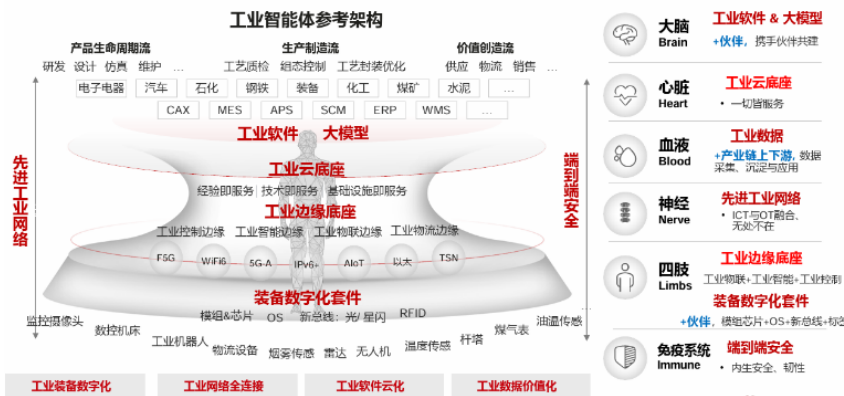 工业智能体参考架构
产品生命周期流
生产制造流
价值创造流
研发 设计 仿真 维护 …
工艺质检 组态控制 工艺封装优化
供应 物流 销售 …
电子电器 汽车 石化 钢铁 装备 化工 煤矿 水泥 …
CAX MES APS SCM ERP WMS …
工业软件 大模型
工业云底座
经验即服务 技术即服务 基础设施即服务
工业边缘底座
工业控制边缘 工业智能边缘 工业物联边缘 工业物流边缘
F5G WiFi6 5G-A IPv6+ AIoT 以太 TSN
装备数字化套件
模组&芯片 OS 新总线：光/ 星闪 RFID
监控摄像头 数控机床 工业机器人 物流设备 烟雾传感 雷达 无人机 温度传感 杆塔 煤气表 油温传感 …
先进工业网络
端到端安全
工业装备数字化
工业网络全连接
工业软件云化
工业数据价值化
大脑
Brain
工业软件 & 大模型
+伙伴，携手伙伴共建
心脏
Heart
工业云底座
• 一切皆服务
血液
Blood
工业数据
+产业链上下游，数据
采集、沉淀与应用
神经
Nerve
先进工业网络
• ICT与OT融合、
无处不在
四肢
Limbs
工业边缘底座
工业物联+工业智能+工业控制
装备数字化套件
+伙伴，模组芯片+OS+新总线+标签
免疫系统
Immune
端到端安全
• 内生安全、韧性